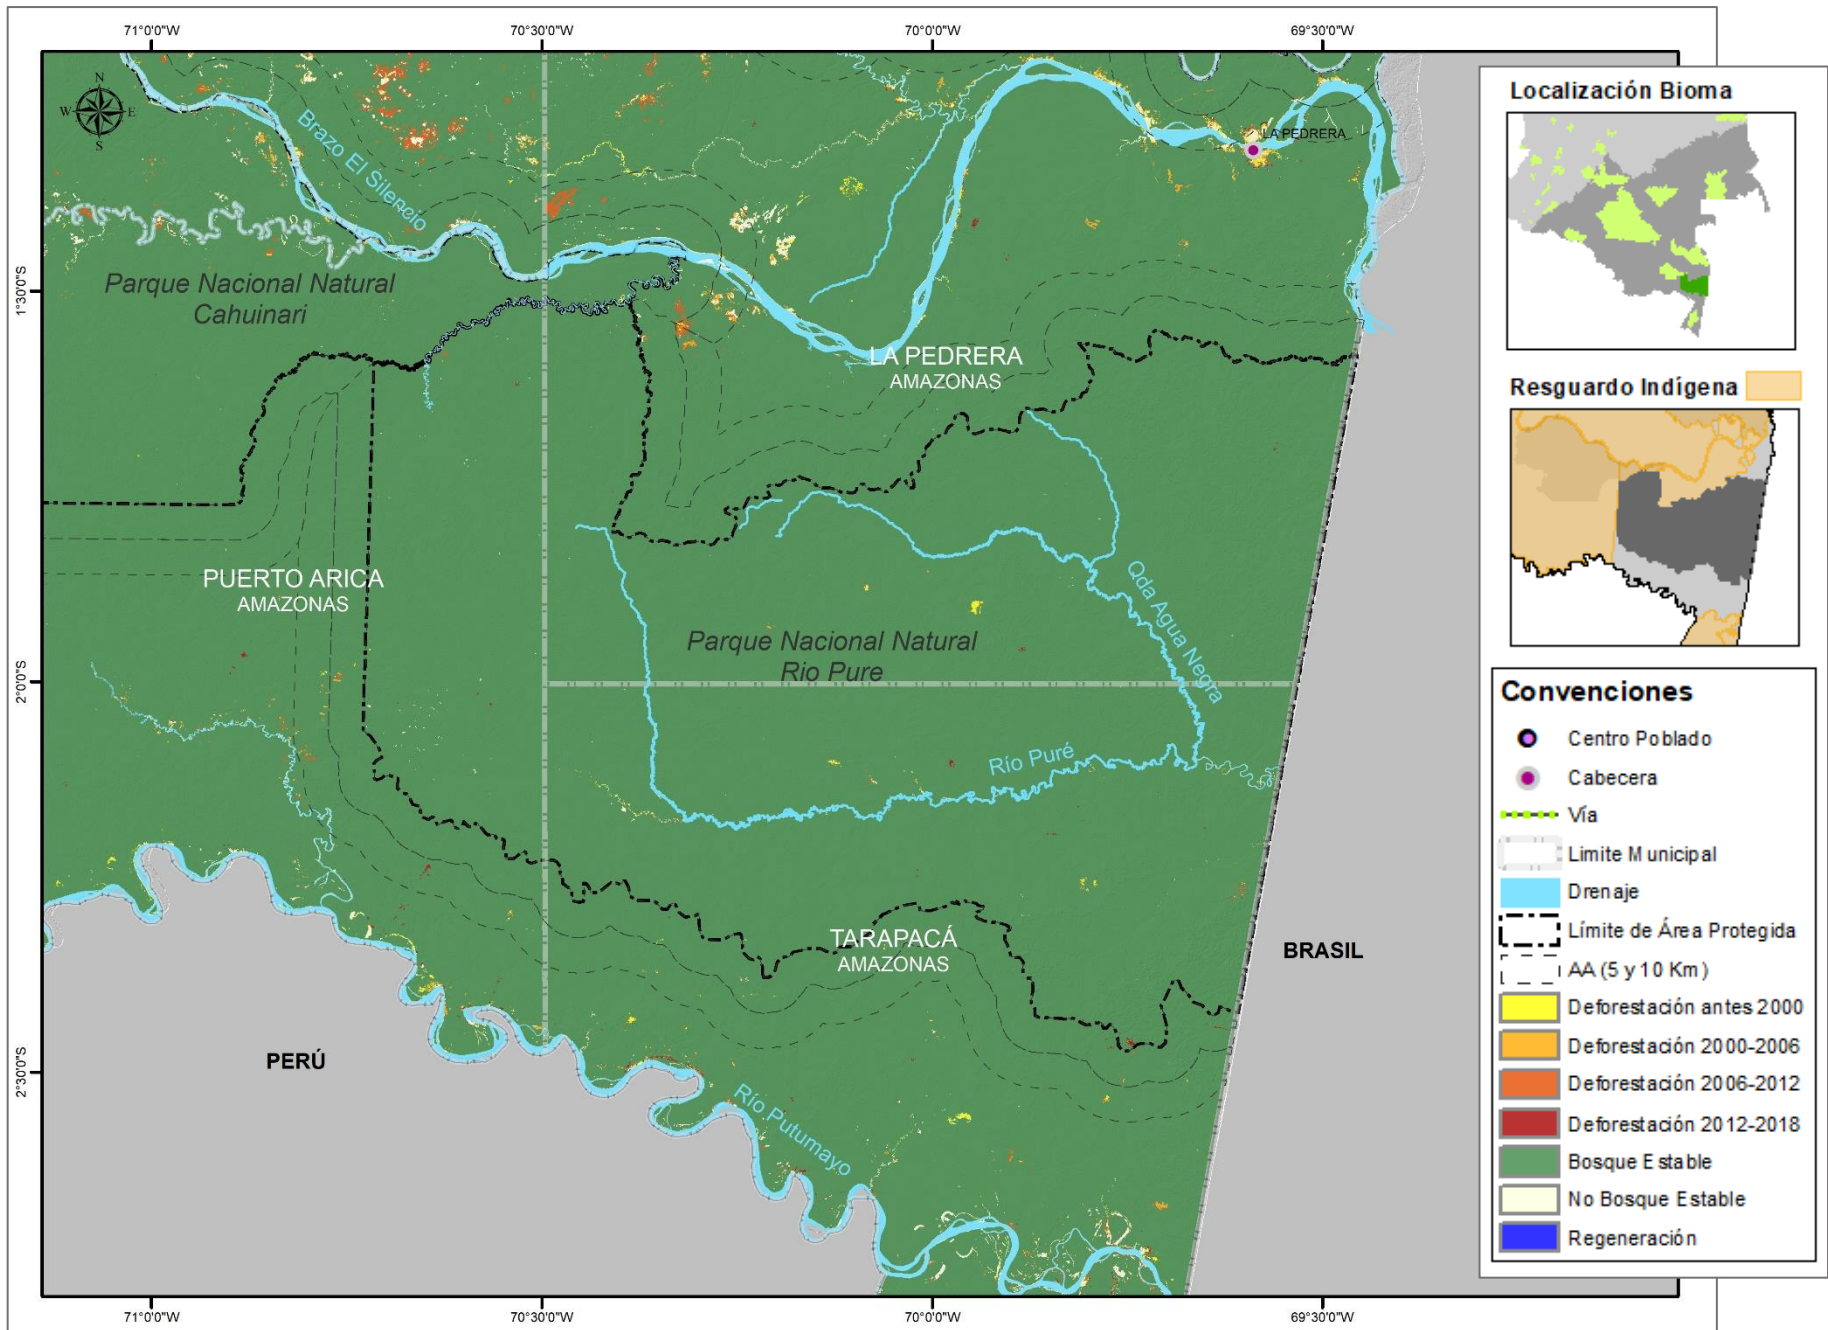 71°0'0"W
70°30'0"W
70°0'0"W
69°30'0"W
N
W
E
S
Brazo El Silencio
LA PEDRERA
Parque Nacional Natural
Cahuinari
1°30'0"S
LA PEDRERA
AMAZONAS
PUERTO ARICA
AMAZONAS
Qda Agua Negra
Parque Nacional Natural
Rio Pure
2°0'0"S
Río Puré
TARAPACÁ
AMAZONAS
BRASIL
PERÚ
2°30'0"S
Río Putumayo
71°0'0"W
70°30'0"W
70°0'0"W
69°30'0"W
Localización Bioma
Resguardo Indígena
Convenciones
Centro Poblado
Cabecera
Vía
Limite Municipal
Drenaje
Límite de Área Protegida
AA (5 y 10 Km)
Deforestación antes 2000
Deforestación 2000-2006
Deforestación 2006-2012
Deforestación 2012-2018
Bosque Estable
No Bosque Estable
Regeneración